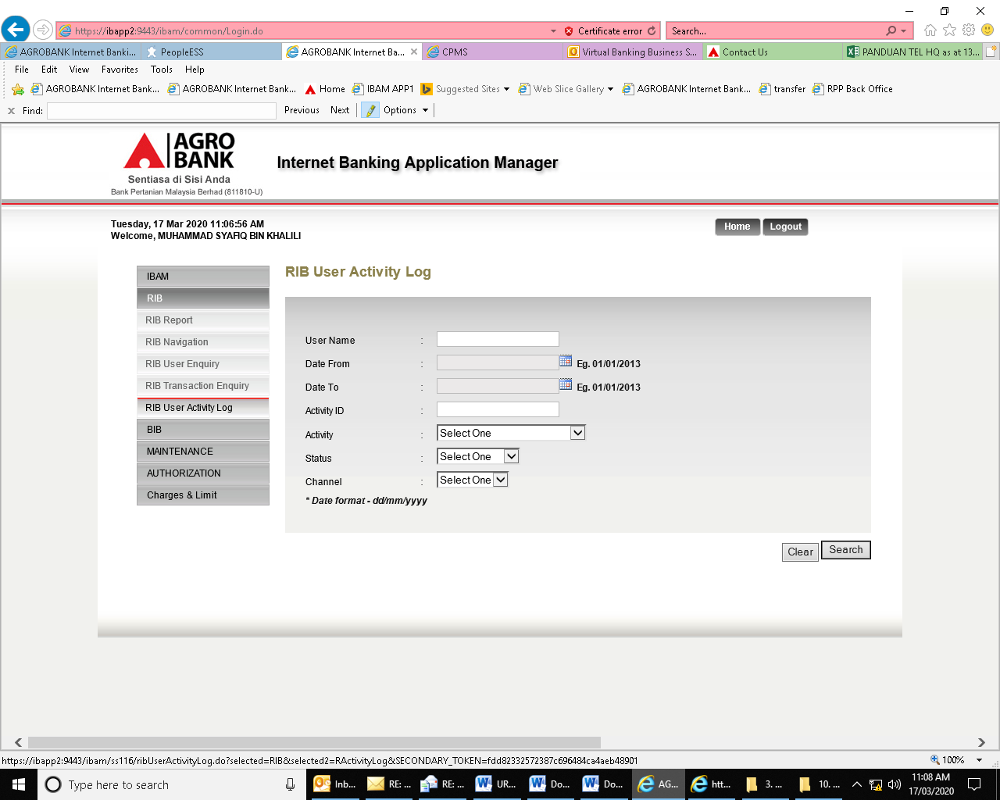 https://ibapp2:9443/ibam/common/Login.do
Certificate error
Search...
AGROBANK Internet Banki...
PeopleESS
AGROBANK Internet Ba...
CPMS
Virtual Banking Business S...
Contact Us
PANDUAN TEL HQ as at 13...
File Edit View Favorites Tools Help
AGROBANK Internet Bank... AGROBANK Internet Bank... Home IBAM APP1 Suggested Sites Web Slice Gallery AGROBANK Internet Bank... transfer RPP Back Office
x Find: Previous Next Options
AGRO
BANK
Sentiasa di Sisi Anda
Bank Pertanian Malaysia Berhad (811810-U)
Internet Banking Application Manager
Tuesday, 17 Mar 2020 11:06:56 AM
Welcome, MUHAMMAD SYAFIQ BIN KHALILI
Home Logout
IBAM
RIB
RIB Report
RIB Navigation
RIB User Enquiry
RIB Transaction Enquiry
RIB User Activity Log
BIB
MAINTENANCE
AUTHORIZATION
Charges & Limit
RIB User Activity Log
User Name :
Date From : Eg. 01/01/2013
Date To : Eg. 01/01/2013
Activity ID :
Activity : Select One
Status : Select One
Channel : Select One
* Date format - dd/mm/yyyy
Clear Search
https://ibapp2:9443/ibam/ss116/ribUserActivityLog.do?selected=RIB&selected2=RActivityLog&SECONDARY_TOKEN=fdd82332572387c696484ca4aeb48901
100%
Type here to search
Inb... RE: ... RE: ... UR... Do... Do... AG... htt... 3. ... 10. ...
11:08 AM
17/03/2020